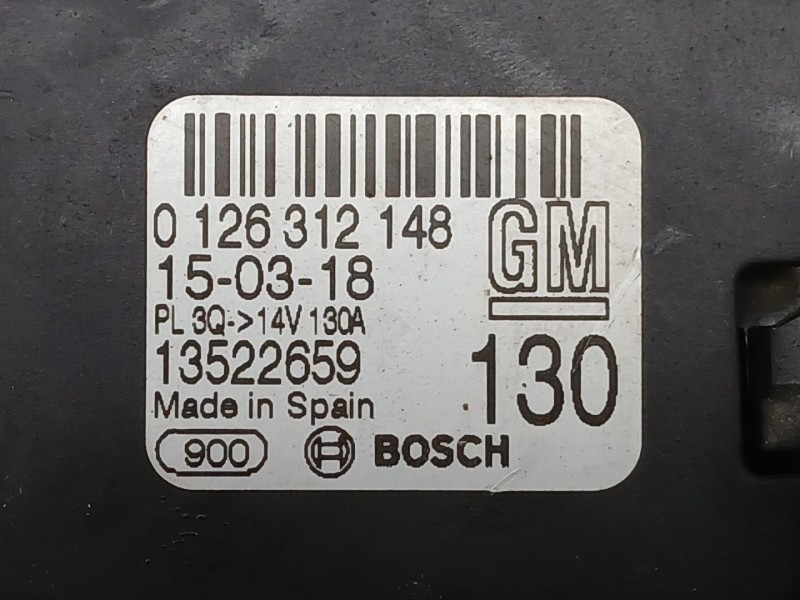 0 126 312 148
15-03-18
GM
PL 3Q->14V 130A
13522659
130
Made in Spain
900
BOSCH